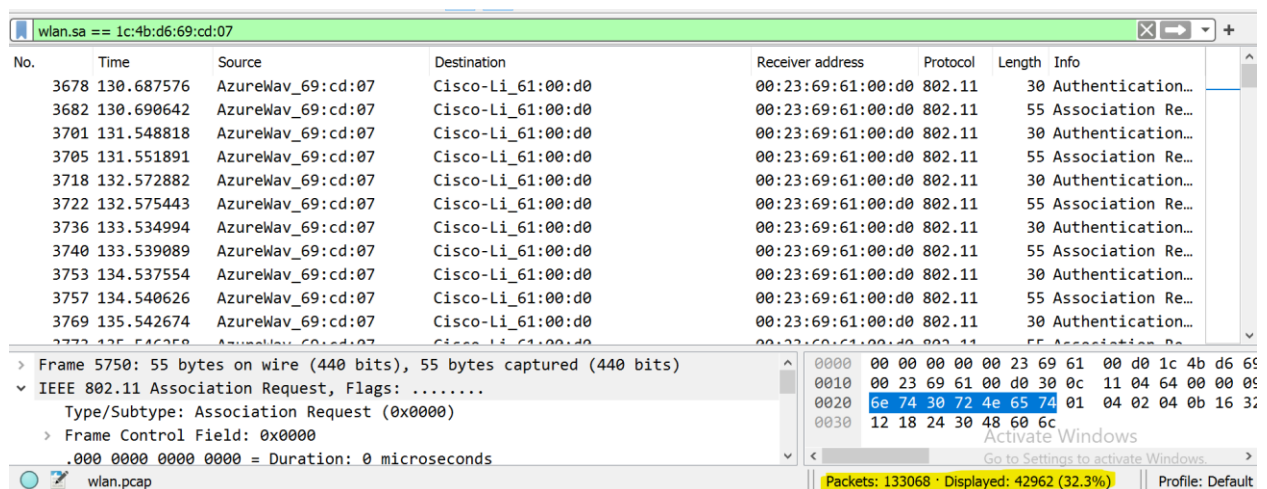 wlan.sa == 1c:4b:d6:69:cd:07
No. Time Source Destination Receiver address Protocol Length Info
3678 130.687576 AzureWav_69:cd:07 Cisco-Li_61:00:d0 00:23:69:61:00:d0 802.11 30 Authentication…
3682 130.690642 AzureWav_69:cd:07 Cisco-Li_61:00:d0 00:23:69:61:00:d0 802.11 55 Association Re…
3701 131.548818 AzureWav_69:cd:07 Cisco-Li_61:00:d0 00:23:69:61:00:d0 802.11 30 Authentication…
3705 131.551891 AzureWav_69:cd:07 Cisco-Li_61:00:d0 00:23:69:61:00:d0 802.11 55 Association Re…
3718 132.572882 AzureWav_69:cd:07 Cisco-Li_61:00:d0 00:23:69:61:00:d0 802.11 30 Authentication…
3722 132.575443 AzureWav_69:cd:07 Cisco-Li_61:00:d0 00:23:69:61:00:d0 802.11 55 Association Re…
3736 133.534994 AzureWav_69:cd:07 Cisco-Li_61:00:d0 00:23:69:61:00:d0 802.11 30 Authentication…
3740 133.539089 AzureWav_69:cd:07 Cisco-Li_61:00:d0 00:23:69:61:00:d0 802.11 55 Association Re…
3753 134.537554 AzureWav_69:cd:07 Cisco-Li_61:00:d0 00:23:69:61:00:d0 802.11 30 Authentication…
3757 134.540626 AzureWav_69:cd:07 Cisco-Li_61:00:d0 00:23:69:61:00:d0 802.11 55 Association Re…
3769 135.542674 AzureWav_69:cd:07 Cisco-Li_61:00:d0 00:23:69:61:00:d0 802.11 30 Authentication…
Frame 5750: 55 bytes on wire (440 bits), 55 bytes captured (440 bits)
IEEE 802.11 Association Request, Flags: ........
Type/Subtype: Association Request (0x0000)
Frame Control Field: 0x0000
.000 0000 0000 0000 = Duration: 0 microseconds
0000 00 00 00 00 00 23 69 61 00 d0 1c 4b d6 69
0010 00 23 69 61 00 d0 30 0c 11 04 64 00 00 09
0020 6e 74 30 72 4e 65 74 01 04 02 04 0b 16 32
0030 12 18 24 30 48 60 6c
Activate Windows
Go to Settings to activate Windows.
wlan.pcap Packets: 133068 · Displayed: 42962 (32.3%) Profile: Default